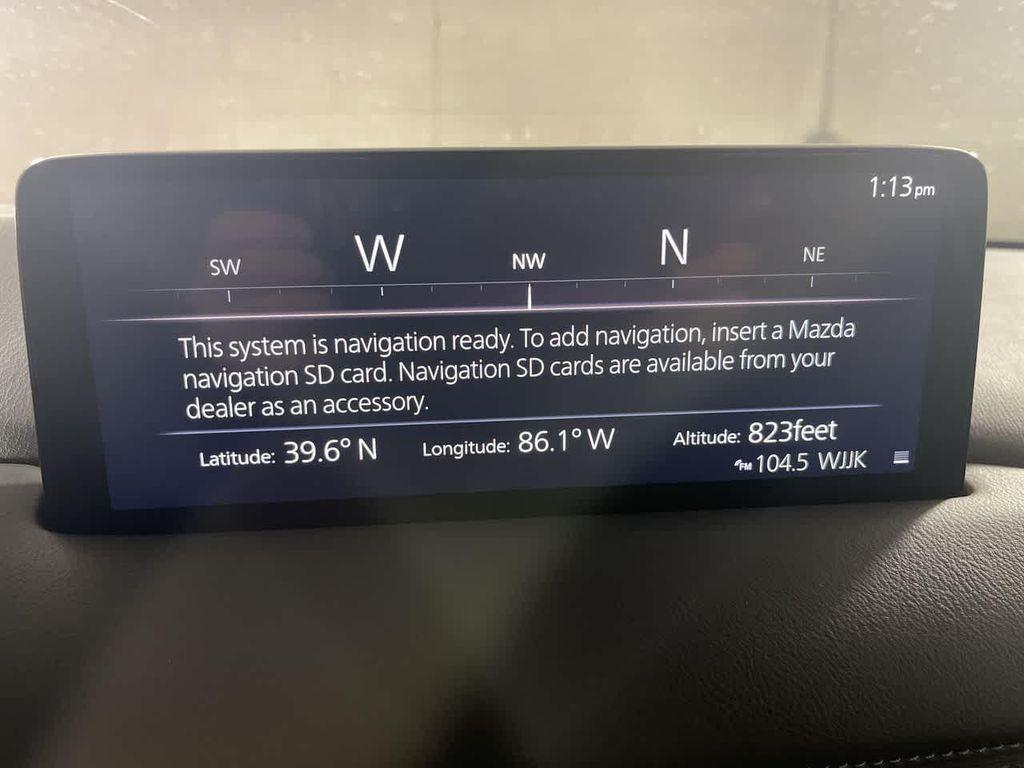 1:13pm
SW W NW N NE
This system is navigation ready. To add navigation, insert a Mazda
navigation SD card. Navigation SD cards are available from your
dealer as an accessory.
Latitude: 39.6° N Longitude: 86.1° W Altitude: 823feet
FM 104.5 WJJK